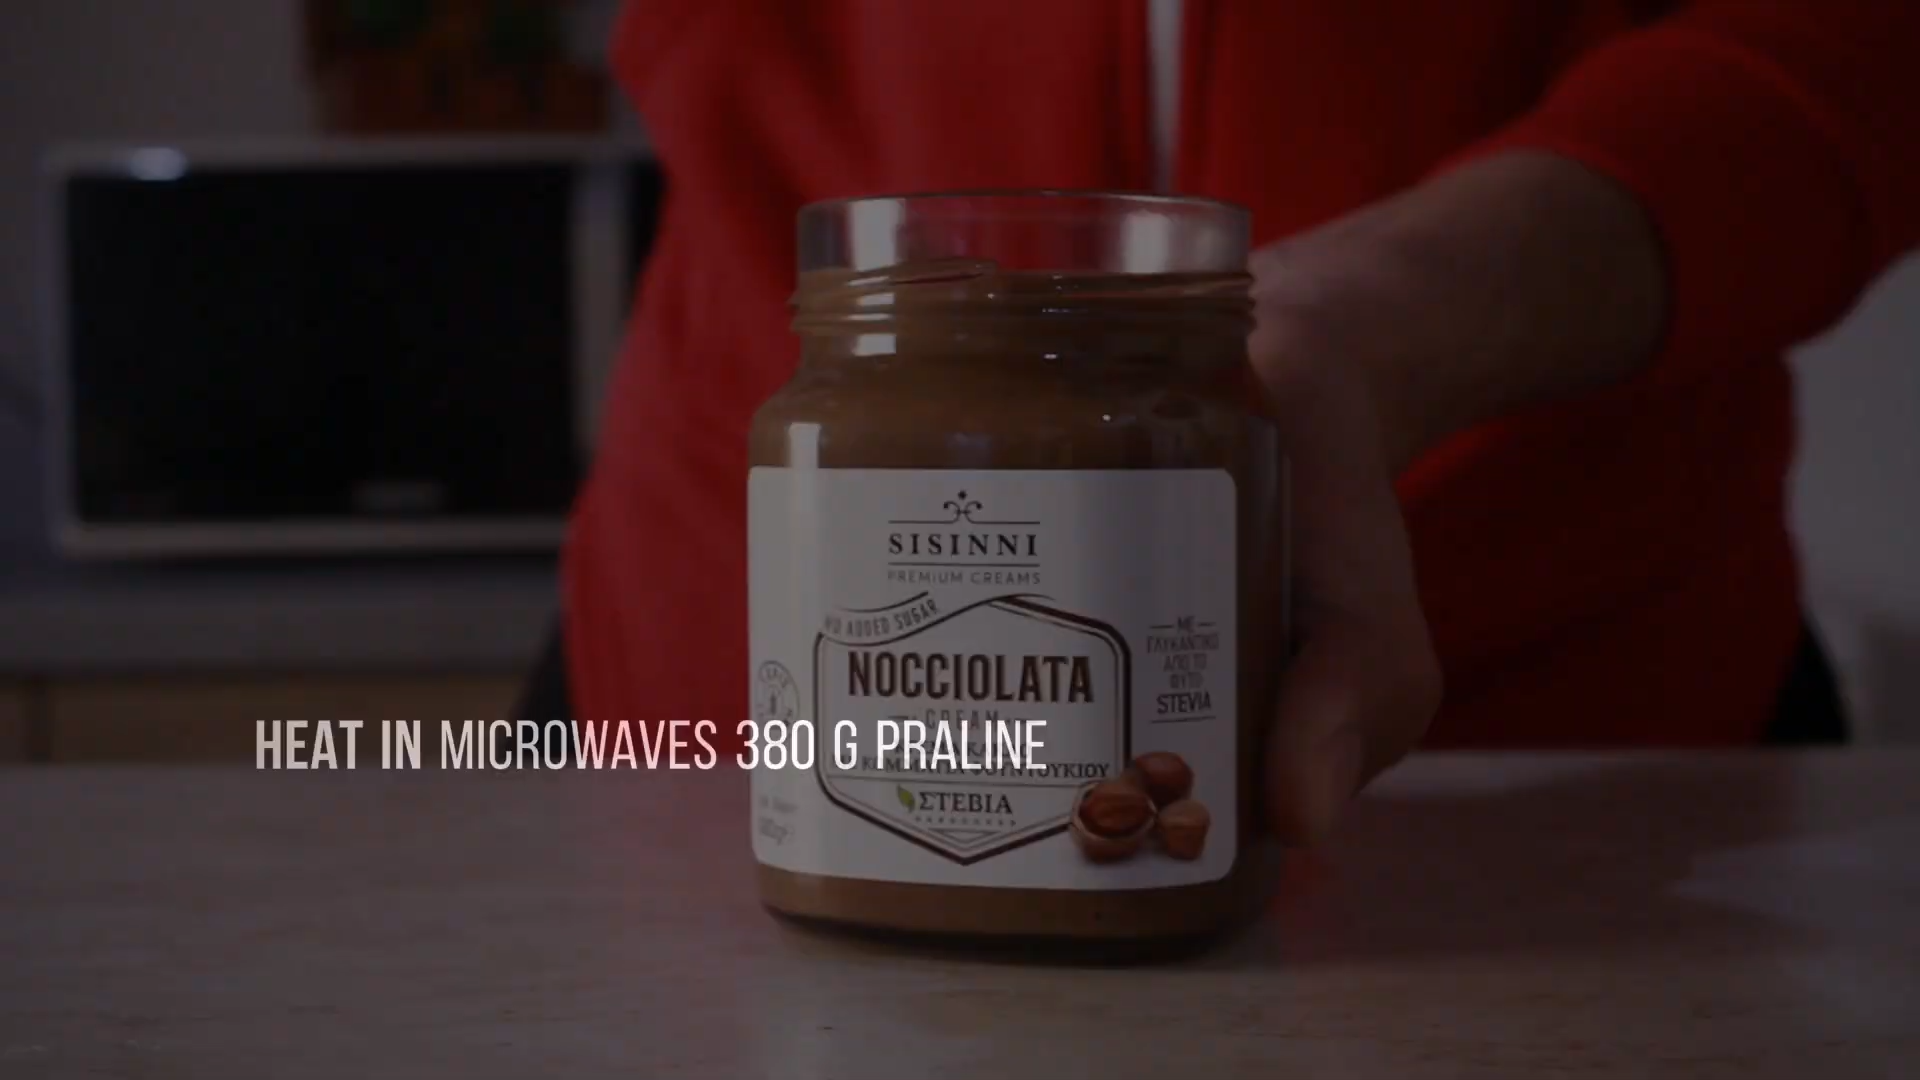 SISINNI
PREMIUM CREAMS
NO ADDED SUGAR
NOCCIOLATA
CREAM
ΣΤΕΒΙΑ
ΜΕ
ΓΛΥΚΑΝΤΙΚΟ
ΑΠΟ ΤΟ
ΦΥΤΟ
STEVIA
HEAT IN MICROWAVES 380 G PRALINE